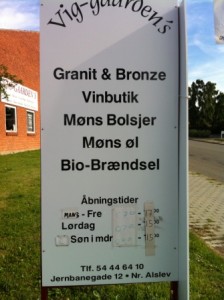 Vig-gaarden's
Granit & Bronze
Vinbutik
Møns Bolsjer
Møns øl
Bio-Brændsel
Åbningstider
MANS - Fre
Lørdag
Søn i mdr
Tlf. 54 44 64 10
Jernbanegade 12 • Nr. Alslev